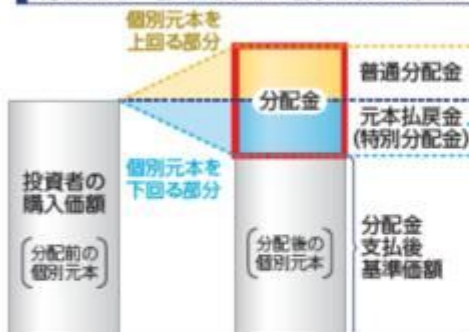 個別元本を
上回る部分
分配金
普通分配金
元本払戻金
(特別分配金)
個別元本を
下回る部分
投資者の
購入価額
(分配前の
個別元本)
(分配後の
個別元本)
分配金
支払後
基準価額